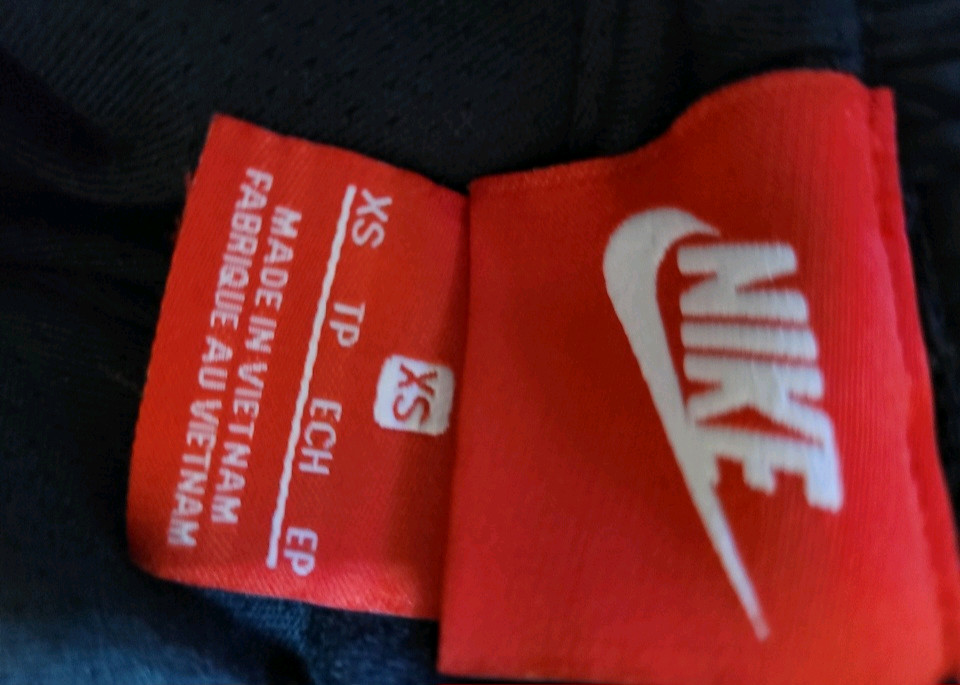 NIKE
XS
XS TP ECH EP
MADE IN VIETNAM
FABRIQUE AU VIETNAM